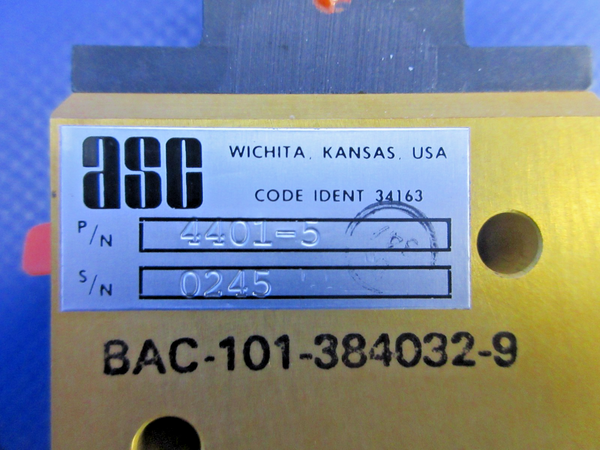 asc
WICHITA, KANSAS, USA
CODE IDENT 34163
P/N 4401-5
S/N 0245
BAC-101-384032-9